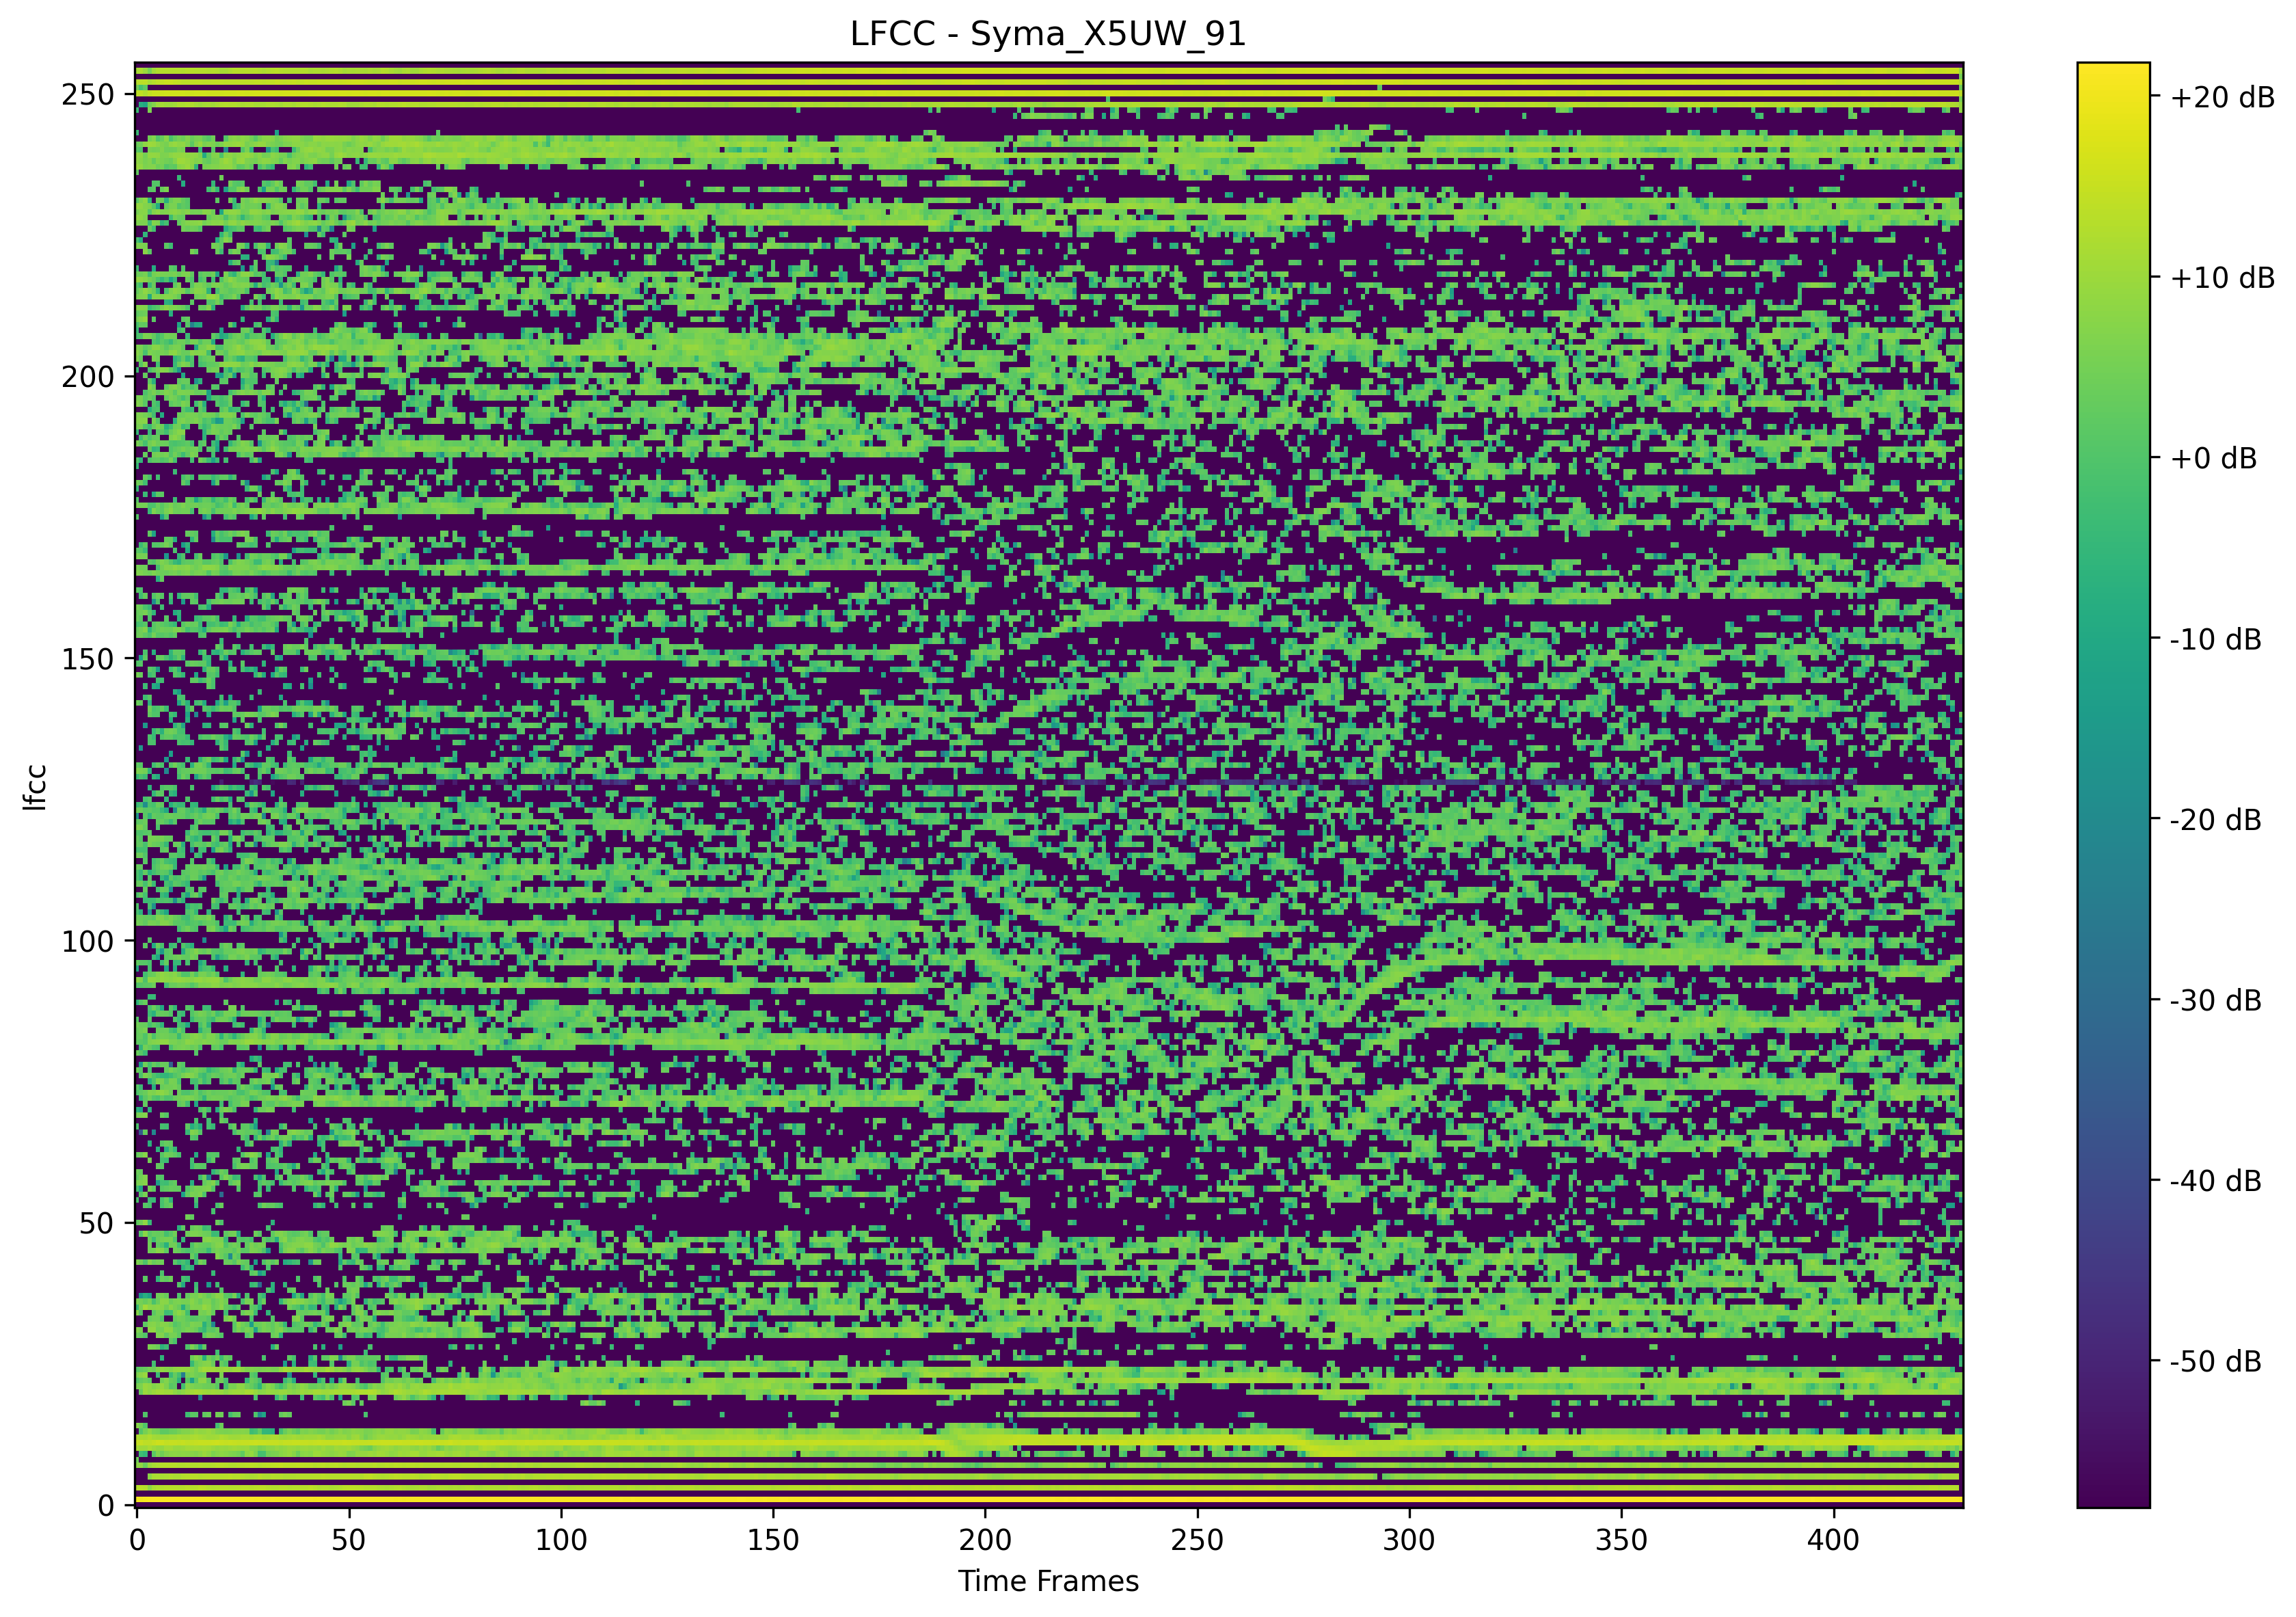 LFCC - Syma_X5UW_91
250
200
150
100
50
0
lfcc
0 50 100 150 200 250 300 350 400
Time Frames
+20 dB
+10 dB
+0 dB
-10 dB
-20 dB
-30 dB
-40 dB
-50 dB